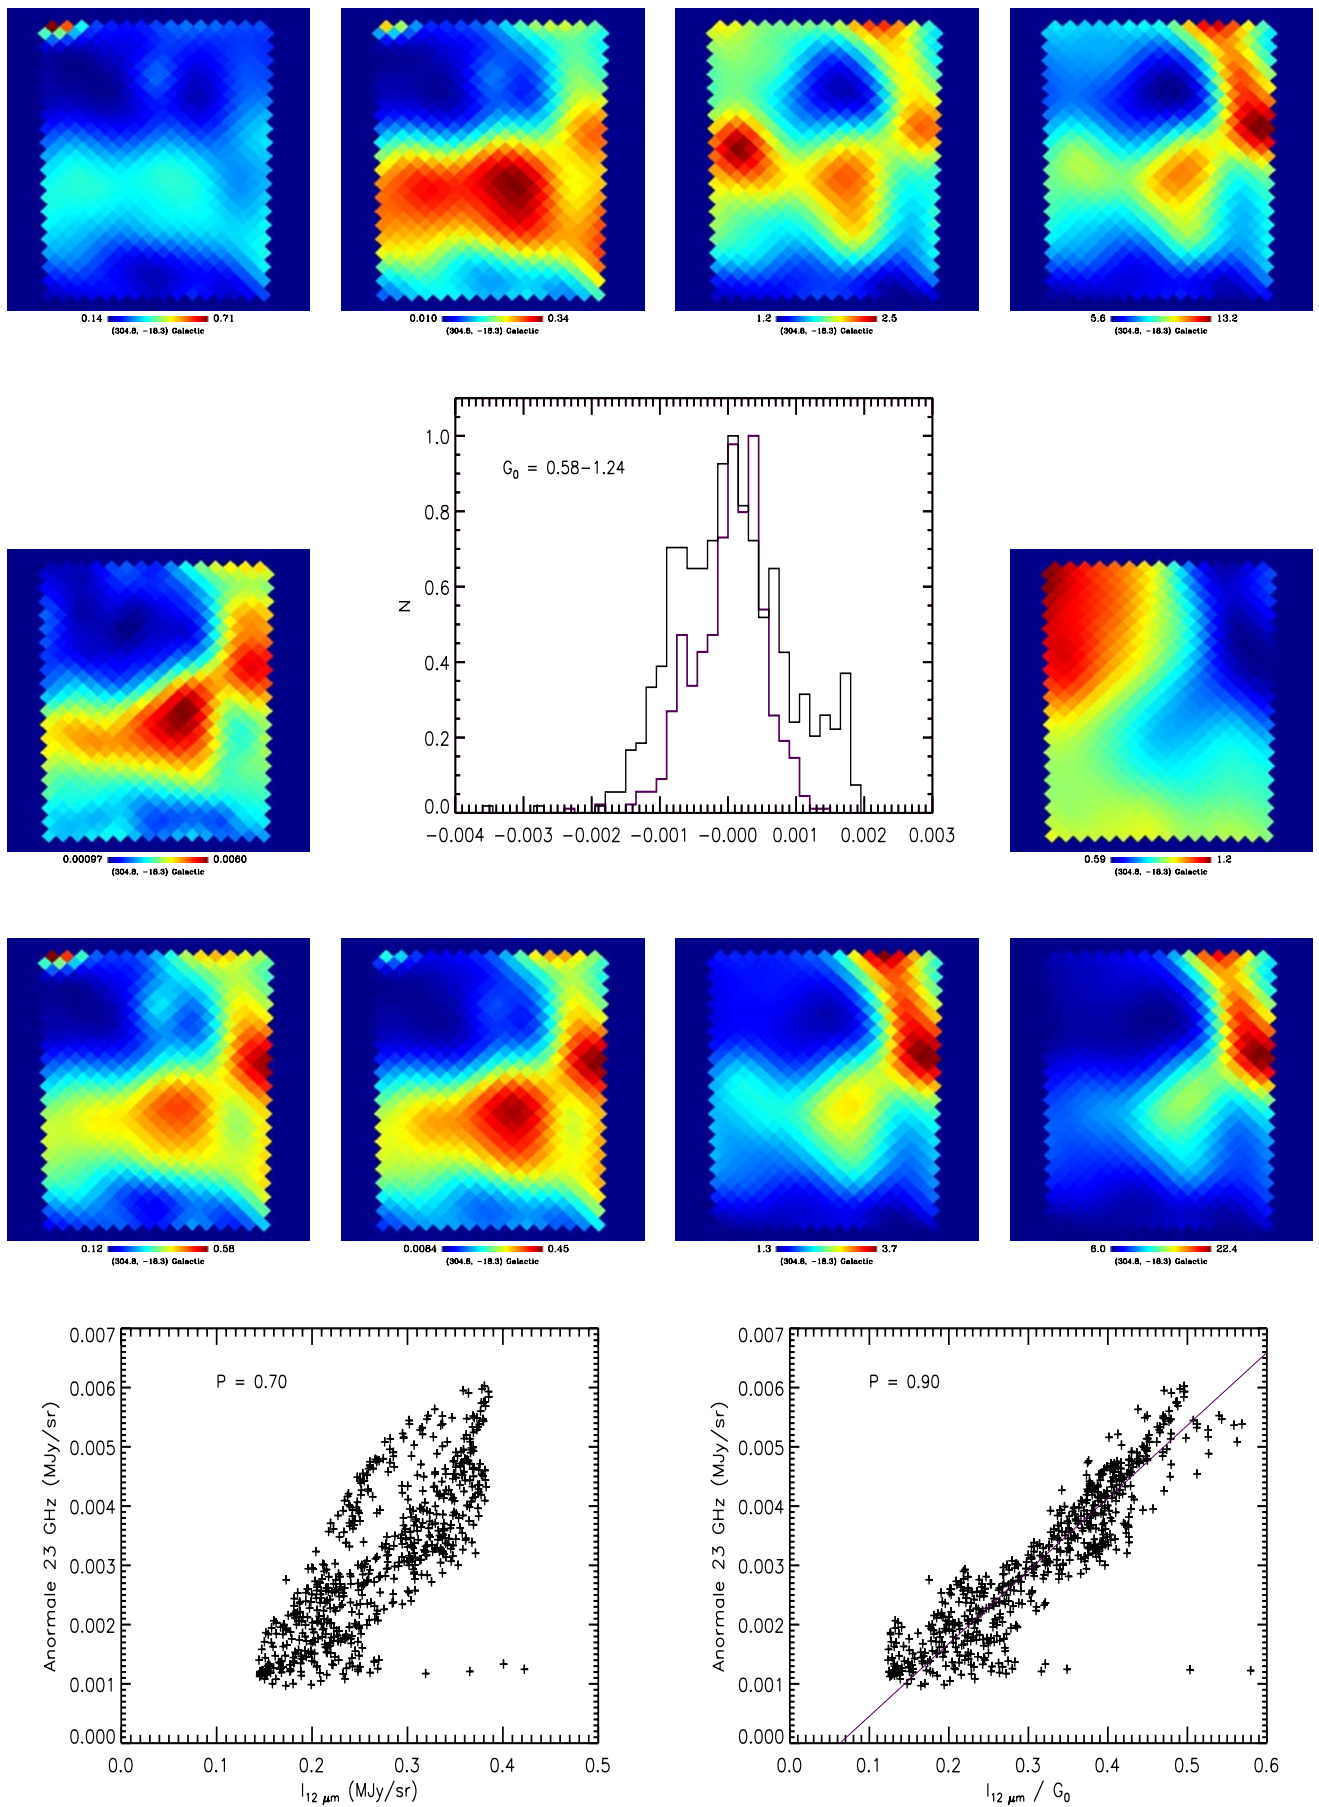 0.14 0.71
(304.8, −18.3) Galactic
0.010 0.34
(304.8, −18.3) Galactic
1.2 2.5
(304.8, −18.3) Galactic
5.6 13.2
(304.8, −18.3) Galactic
G0 = 0.58−1.24
N
1.0
0.8
0.6
0.4
0.2
0.0
−0.004 −0.003 −0.002 −0.001 −0.000 0.001 0.002 0.003
0.00097 0.0060
(304.8, −18.3) Galactic
0.59 1.2
(304.8, −18.3) Galactic
0.12 0.58
(304.8, −18.3) Galactic
0.0084 0.45
(304.8, −18.3) Galactic
1.3 3.7
(304.8, −18.3) Galactic
6.0 22.4
(304.8, −18.3) Galactic
P = 0.70
Anormale 23 GHz (MJy/sr)
0.007
0.006
0.005
0.004
0.003
0.002
0.001
0.000
0.0 0.1 0.2 0.3 0.4 0.5
I12 μm (MJy/sr)
P = 0.90
Anormale 23 GHz (MJy/sr)
0.007
0.006
0.005
0.004
0.003
0.002
0.001
0.000
0.0 0.1 0.2 0.3 0.4 0.5 0.6
I12 μm / G0